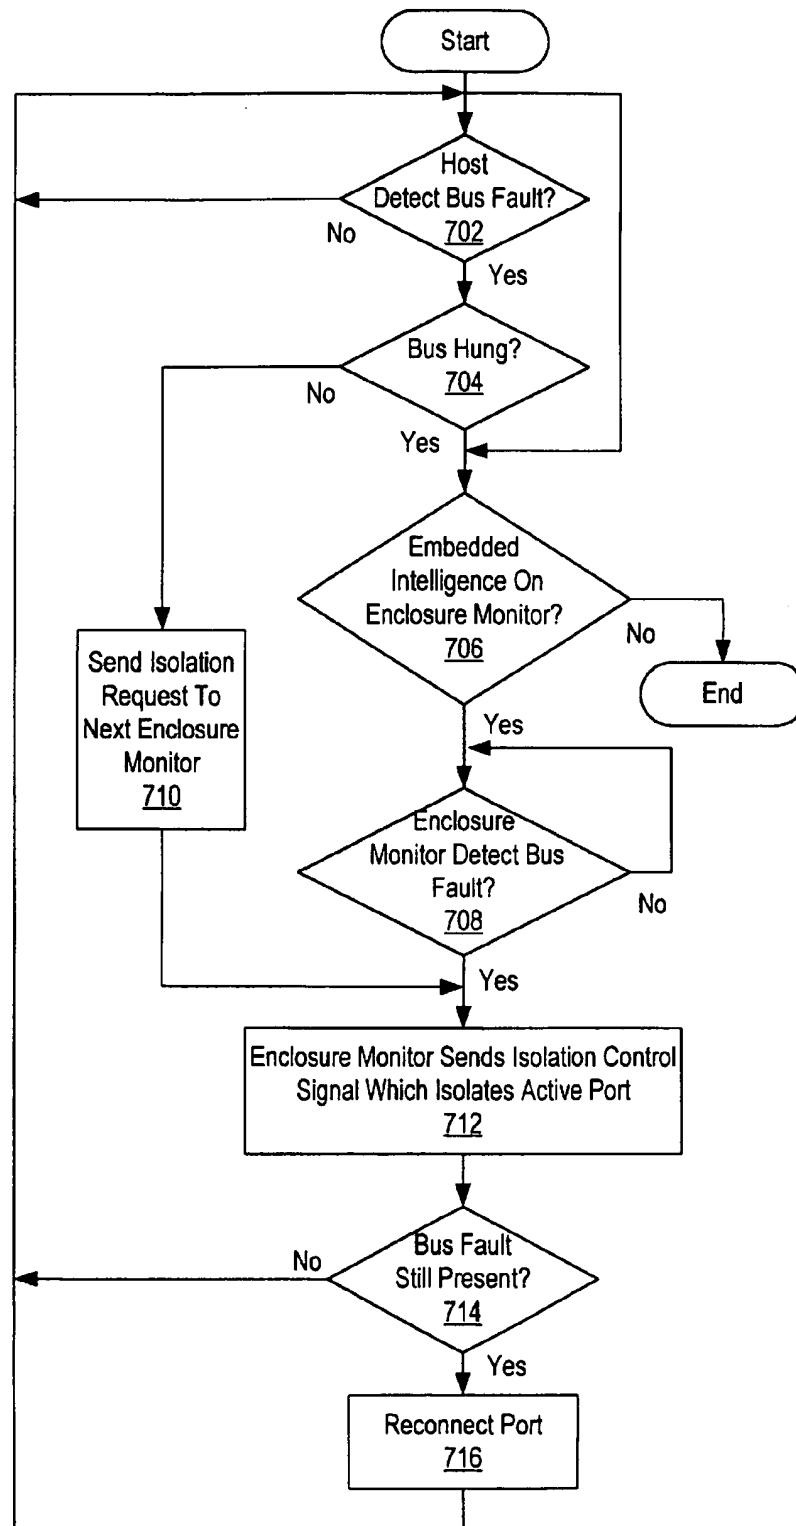 Start
Host
Detect Bus Fault?
702
No
Yes
Bus Hung?
704
No
Yes
Embedded
Intelligence On
Enclosure Monitor?
706
No
End
Yes
Send Isolation
Request To
Next Enclosure
Monitor
710
Enclosure
Monitor Detect Bus
Fault?
708
No
Yes
Enclosure Monitor Sends Isolation Control
Signal Which Isolates Active Port
712
Bus Fault
Still Present?
714
No
Yes
Reconnect Port
716